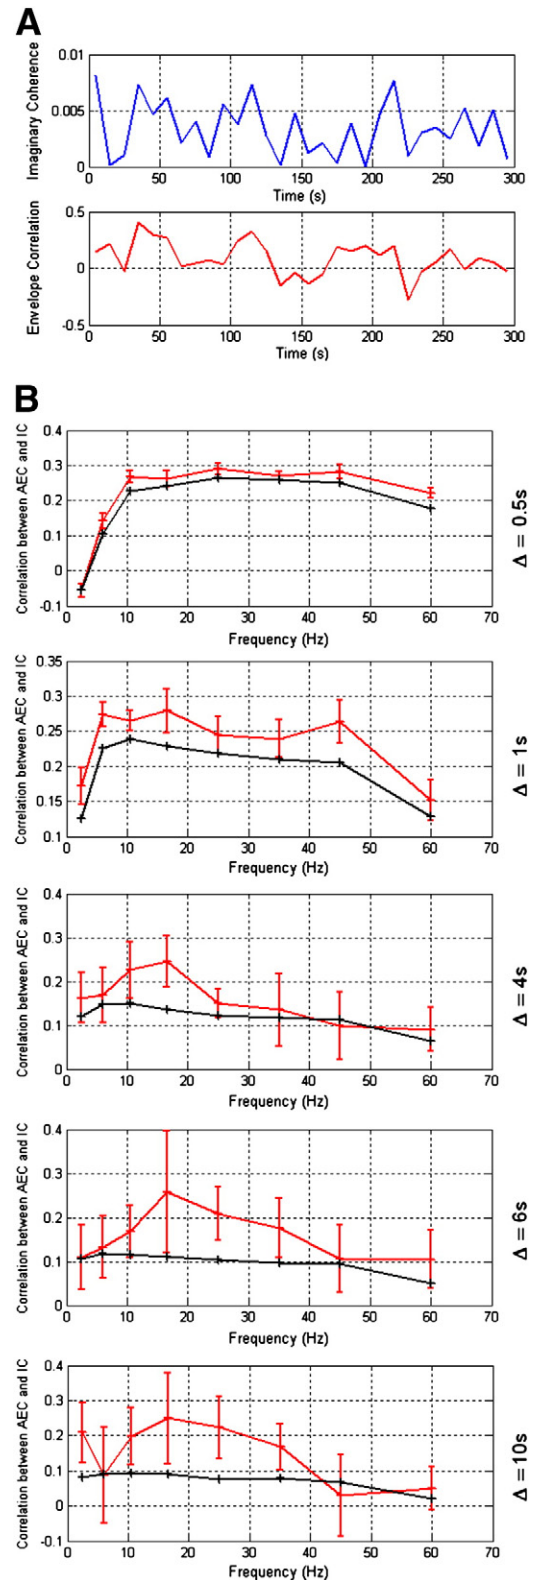 A
Imaginary Coherence
0.01
0.005
0
0 50 100 150 200 250 300
Time (s)
Envelope Correlation
0.5
0
-0.5
0 50 100 150 200 250 300
Time (s)
B
Correlation between AEC and IC
0.4
0.3
0.2
0.1
0
-0.1
0 10 20 30 40 50 60 70
Frequency (Hz)
Δ = 0.5s
Correlation between AEC and IC
0.35
0.3
0.25
0.2
0.15
0.1
0 10 20 30 40 50 60 70
Frequency (Hz)
Δ = 1s
Correlation between AEC and IC
0.4
0.3
0.2
0.1
0
0 10 20 30 40 50 60 70
Frequency (Hz)
Δ = 4s
Correlation between AEC and IC
0.4
0.3
0.2
0.1
0
0 10 20 30 40 50 60 70
Frequency (Hz)
Δ = 6s
Correlation between AEC and IC
0.4
0.3
0.2
0.1
0
-0.1
0 10 20 30 40 50 60 70
Frequency (Hz)
Δ = 10s